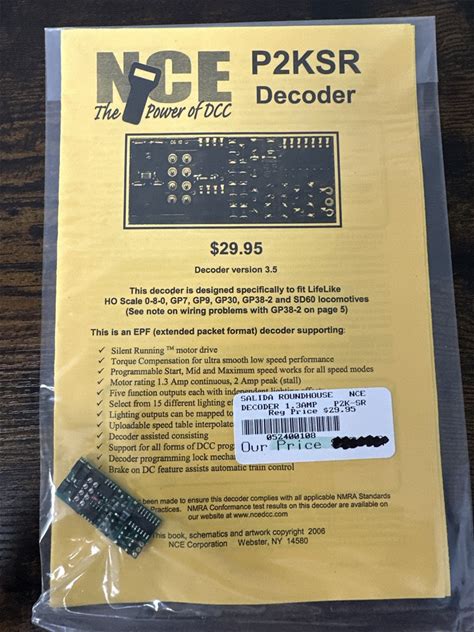 NCE
The Power of DCC
P2KSR
Decoder
$29.95
Decoder version 3.5
This decoder is designed specifically to fit LifeLike
HO Scale 0-8-0, GP7, GP9, GP30, GP38-2 and SD60 locomotives
(See note on wiring problems with GP38-2 on page 5)
This is an EPF (extended packet format) decoder supporting:
✓ Silent Running™ motor drive
✓ Torque Compensation for ultra smooth low speed performance
✓ Programmable Start, Mid and Maximum speed works for all speed modes
✓ Motor rating 1.3 Amp continuous, 2 Amp peak (stall)
✓ Five function outputs each with independent lighting
✓ Select from 15 different lighting
✓ Lighting outputs can be mapped to
✓ Uploadable speed table
✓ Decoder assisted consisting
✓ Support for all forms of DCC
✓ Decoder programming lock
Brake on DC feature assists automatic train control
SALIDA ROUNDHOUSE NCE
DECODER 1.3AMP P2K-SR
Reg Price $29.95
052400108
Our Price
been made to ensure this decoder complies with all applicable NMRA Standards
Practices. NMRA Conformance test results on this decoder are available on
our website at www.ncedcc.com
This book, schematics and artwork copyright 2006
NCE Corporation Webster, NY 14580